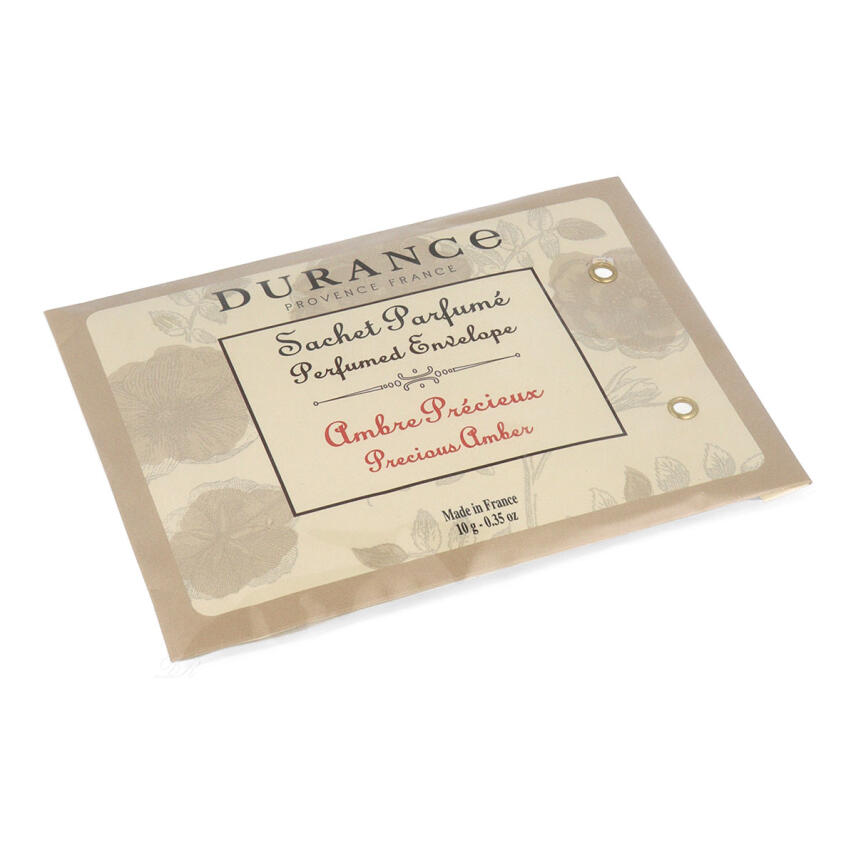 DURANCE
PROVENCE FRANCE
Sachet Parfumé
Perfumed Envelope
Ambre Précieux
Precious Amber
Made in France
10 g - 0.35 oz